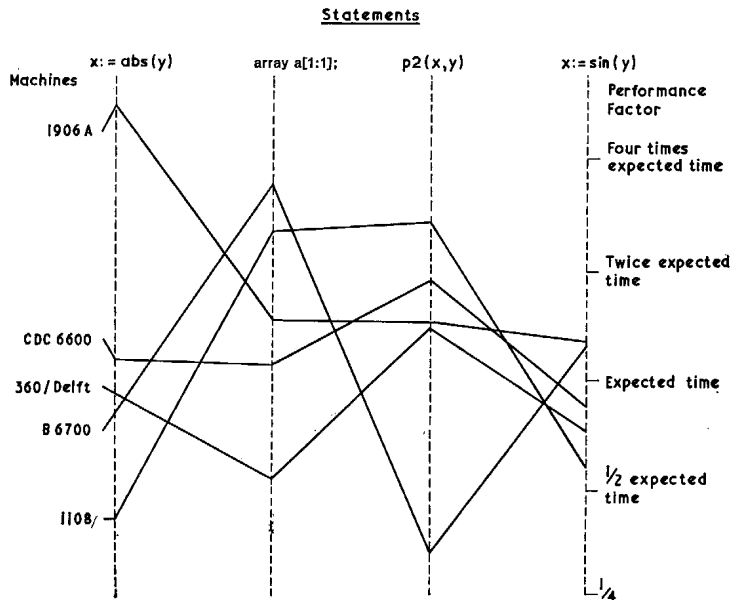 Statements
x:= abs(y)
array a[1:1];
p2(x,y)
x:= sin(y)
Machines
Performance
Factor
1906 A
Four times
expected time
Twice expected
time
CDC 6600
360/Delft
Expected time
B 6700
1/2 expected
time
1108/
1/4